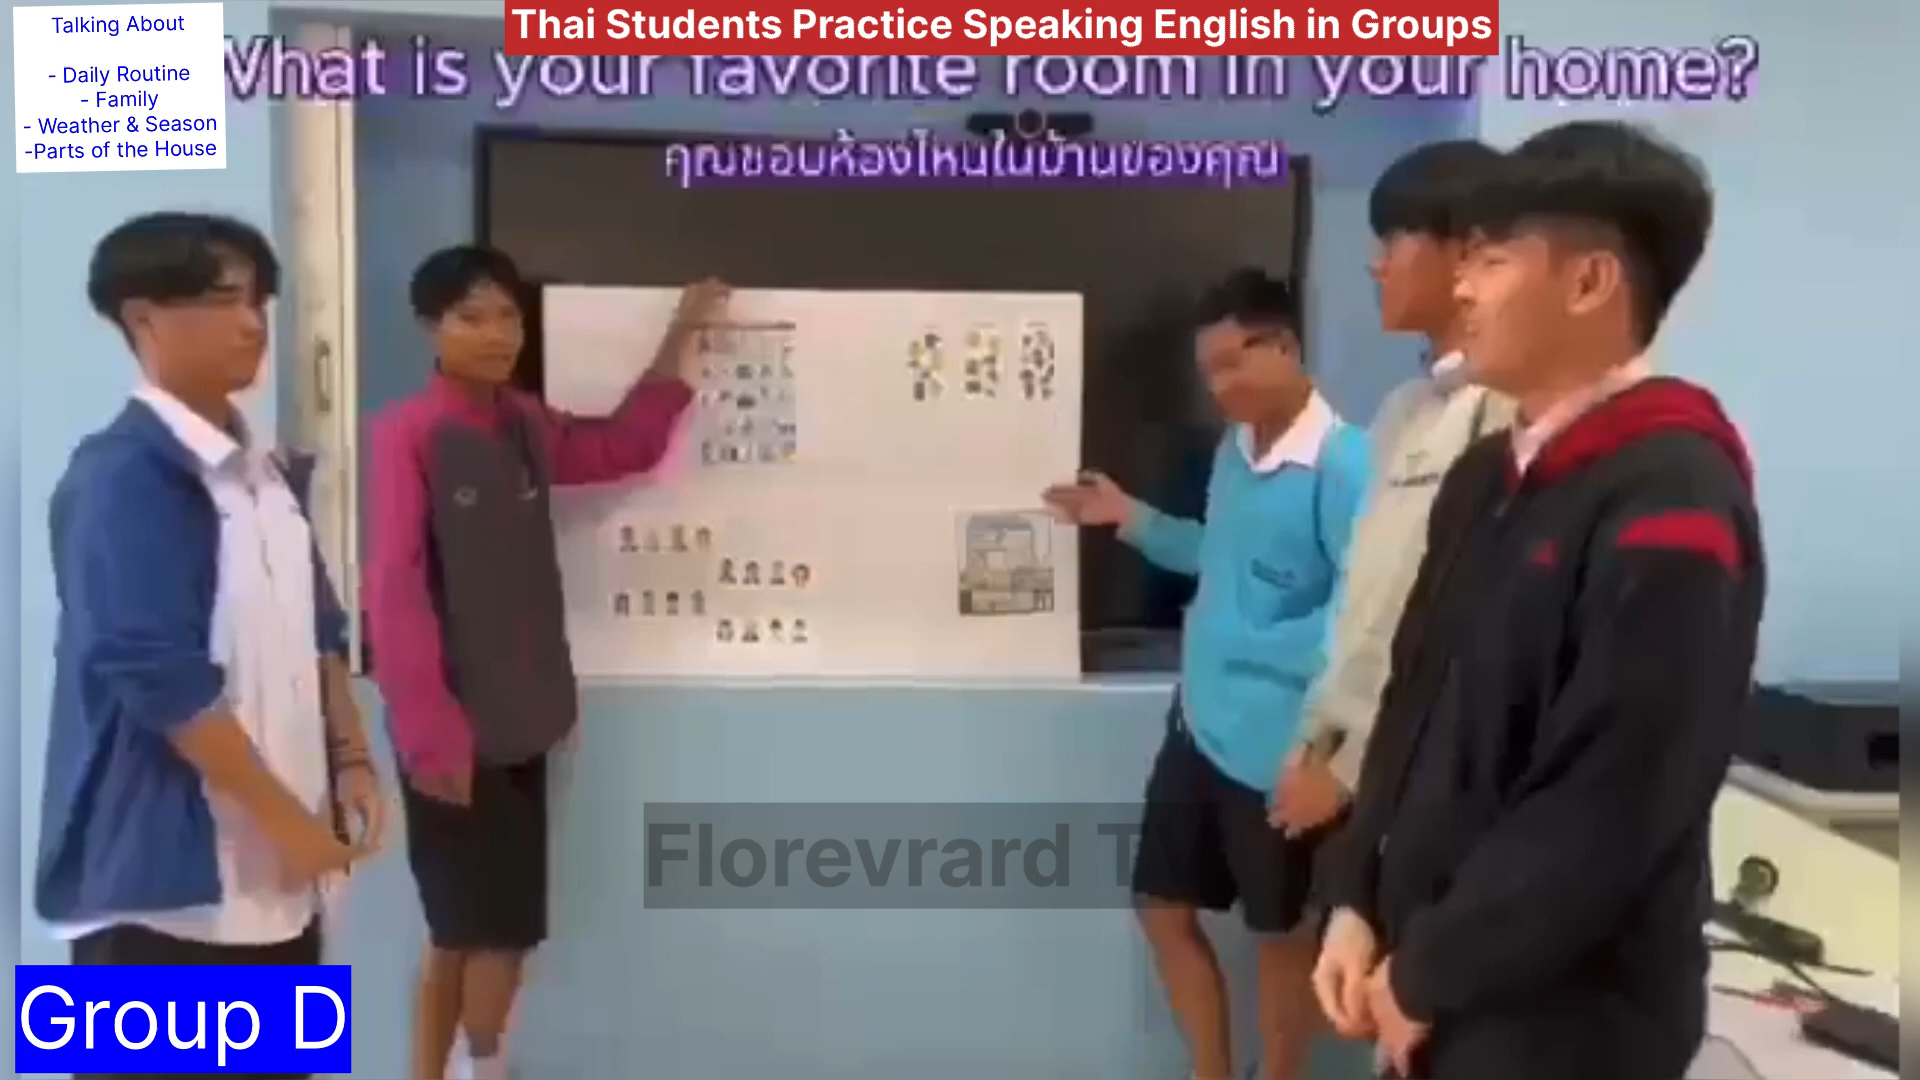 Thai Students Practice Speaking English in Groups
Talking About
- Daily Routine
- Family
- Weather & Season
-Parts of the House
What is your favorite room in your home?
คุณชอบห้องไหนในบ้านของคุณ
Florevrard TV
Group D